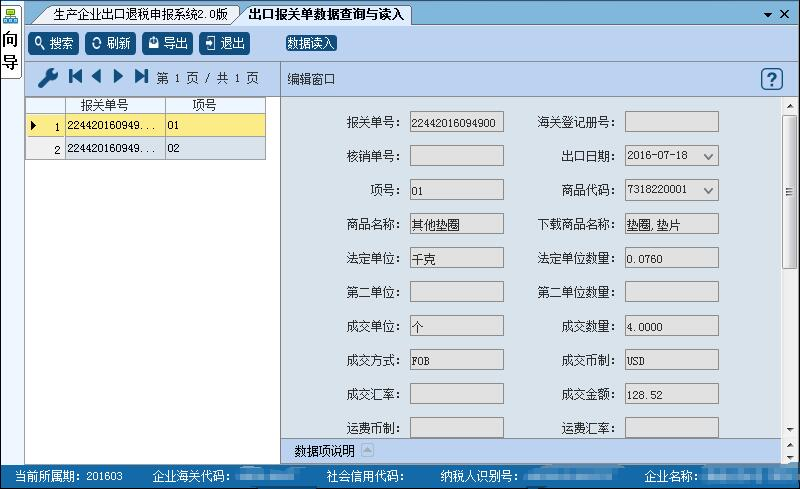 向导
生产企业出口退税申报系统2.0版 出口报关单数据查询与读入
搜索 刷新 导出 退出 数据读入
第 1 页 / 共 1 页
编辑窗口 ?
报关单号 项号
1 224420160949... 01
2 224420160949... 02
报关单号: 22442016094900 海关登记册号:
核销单号: 出口日期: 2016-07-18
项号: 01 商品代码: 7318220001
商品名称: 其他垫圈 下载商品名称: 垫圈,垫片
法定单位: 千克 法定单位数量: 0.0760
第二单位: 第二单位数量:
成交单位: 个 成交数量: 4.0000
成交方式: FOB 成交币制: USD
成交汇率: 成交金额: 128.52
运费币制: 运费汇率:
数据项说明
当前所属期: 201603 企业海关代码: 社会信用代码: 纳税人识别号: 企业名称: